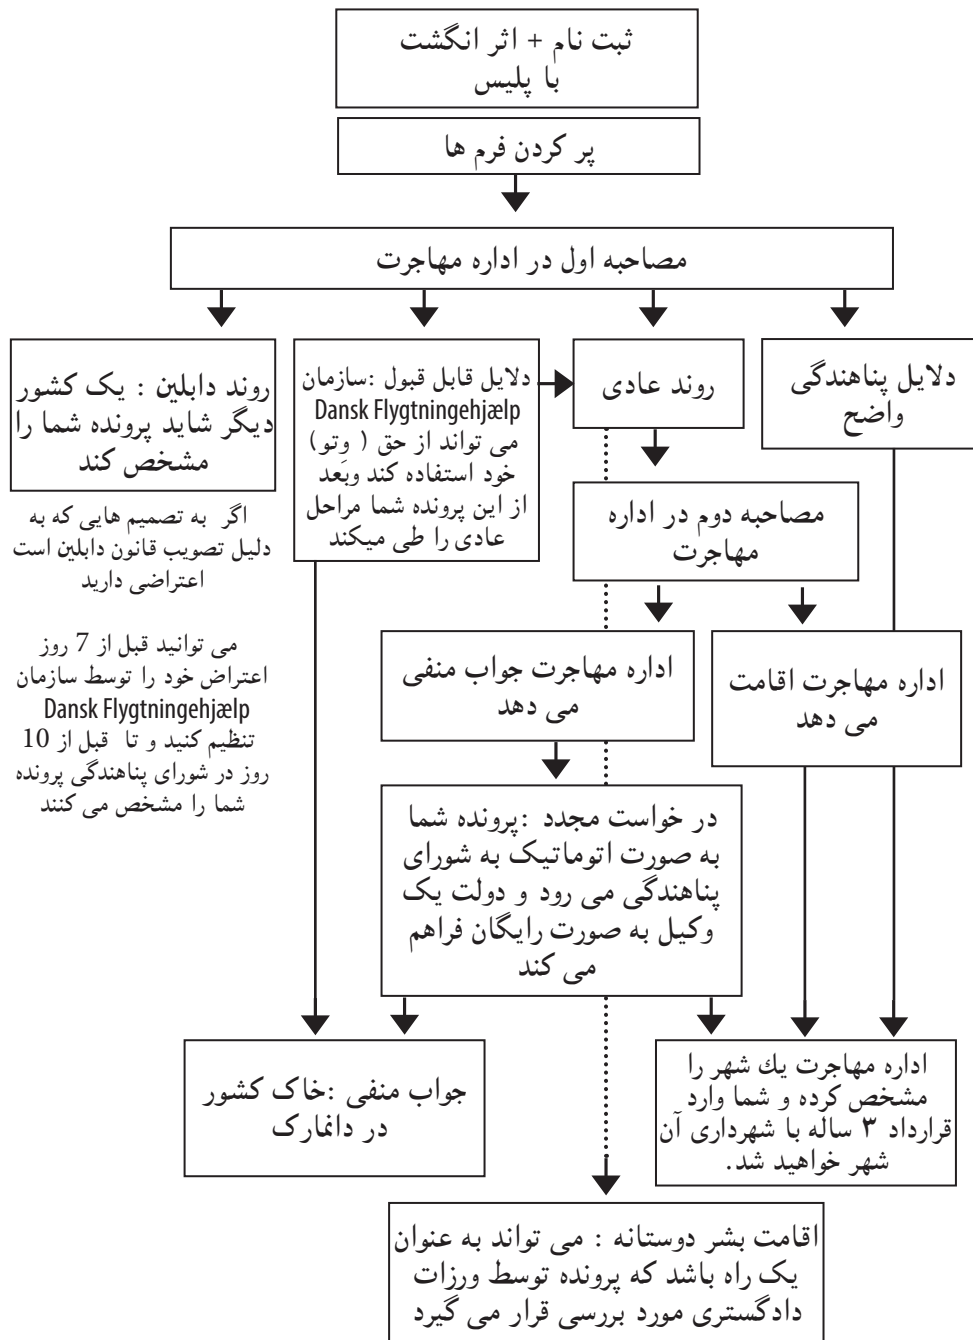 ثبت نام + اثر انگشت
با پلیس
پر کردن فرم ها
مصاحبه اول در اداره مهاجرت
دلایل پناهندگی
واضح
روند عادی
دلایل قابل قبول :سازمان
Dansk Flygtningehjælp
می تواند از حق ( وِتو)
خود استفاده کند وبَعد
از این پرونده شما مراحل
عادی را طی میکند
روند دابلین : یک کشور
دیگر شاید پرونده شما را
مشخص کند
اگر به تصمیم هایی که به
دلیل تصویب قانون دابلین است
اعتراضی دارید
می توانید قبل از 7 روز
اعتراض خود را توسط سازمان
Dansk Flygtningehjælp
تنظیم کنید و تا قبل از 10
روز در شورای پناهندگی پرونده
شما را مشخص می کنند
مصاحبه دوم در اداره
مهاجرت
اداره مهاجرت اقامت
می دهد
اداره مهاجرت جواب منفی
می دهد
در خواست مجدد :پرونده شما
به صورت اتوماتیک به شورای
پناهندگی می رود و دولت یک
وکیل به صورت رایگان فراهم
می کند
اداره مهاجرت يك شهر را
مشخص کرده و شما وارد
قرارداد ۳ ساله با شهرداری آن
شهر خواهید شد.
جواب منفی :خاک کشور
در دانمارک
اقامت بشر دوستانه : می تواند به عنوان
یک راه باشد که پرونده توسط ورزات
دادگستری مورد بررسی قرار می گیرد